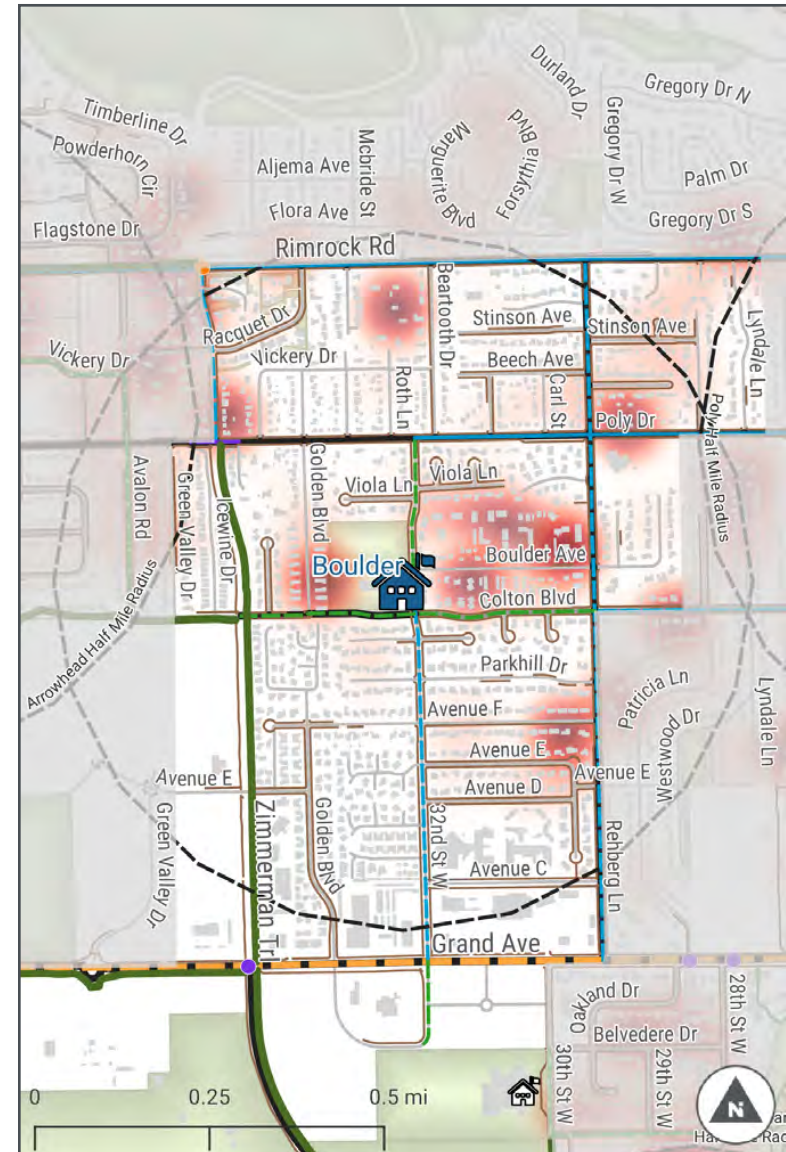 Durland Dr
Gregory Dr N
Timberline Dr
Powderhorn Cir
Mcbride St
Marguerite Blvd
Forsythia Blvd
Gregory Dr W
Aljema Ave
Palm Dr
Flora Ave
Gregory Dr S
Flagstone Dr
Rimrock Rd
Beartooth Dr
Racquet Dr
Stinson Ave
Stinson Ave
Lyndale Ln
Vickery Dr
Vickery Dr
Roth Ln
Beech Ave
Carl St
Poly Dr
Poly Half Mile Radius
Avalon Rd
Green Valley Dr
Icewine Dr
Golden Blvd
Viola Ln
Viola Ln
Boulder
Boulder Ave
Colton Blvd
Arrowhead Half Mile Radius
Parkhill Dr
Patricia Ln
Westwood Dr
Lyndale Ln
Avenue F
Avenue E
Avenue E
Avenue E
Avenue D
Green Valley Dr
Zimmerman Tr
Golden Blvd
32nd St W
Rehberg Ln
Avenue C
Grand Ave
Oakland Dr
28th St W
Belvedere Dr
30th St W
29th St W
0 0.25 0.5 mi
N